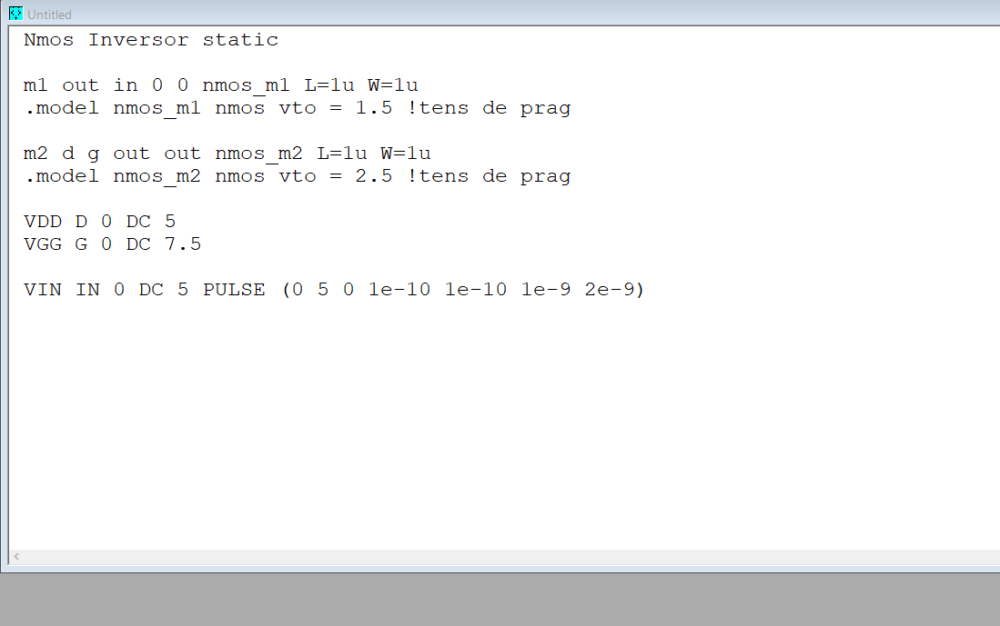 Untitled
Nmos Inversor static
m1 out in 0 0 nmos_m1 L=1u W=1u
.model nmos_m1 nmos vto = 1.5 !tens de prag
m2 d g out out nmos_m2 L=1u W=1u
.model nmos_m2 nmos vto = 2.5 !tens de prag
VDD D 0 DC 5
VGG G 0 DC 7.5
VIN IN 0 DC 5 PULSE (0 5 0 1e-10 1e-10 1e-9 2e-9)